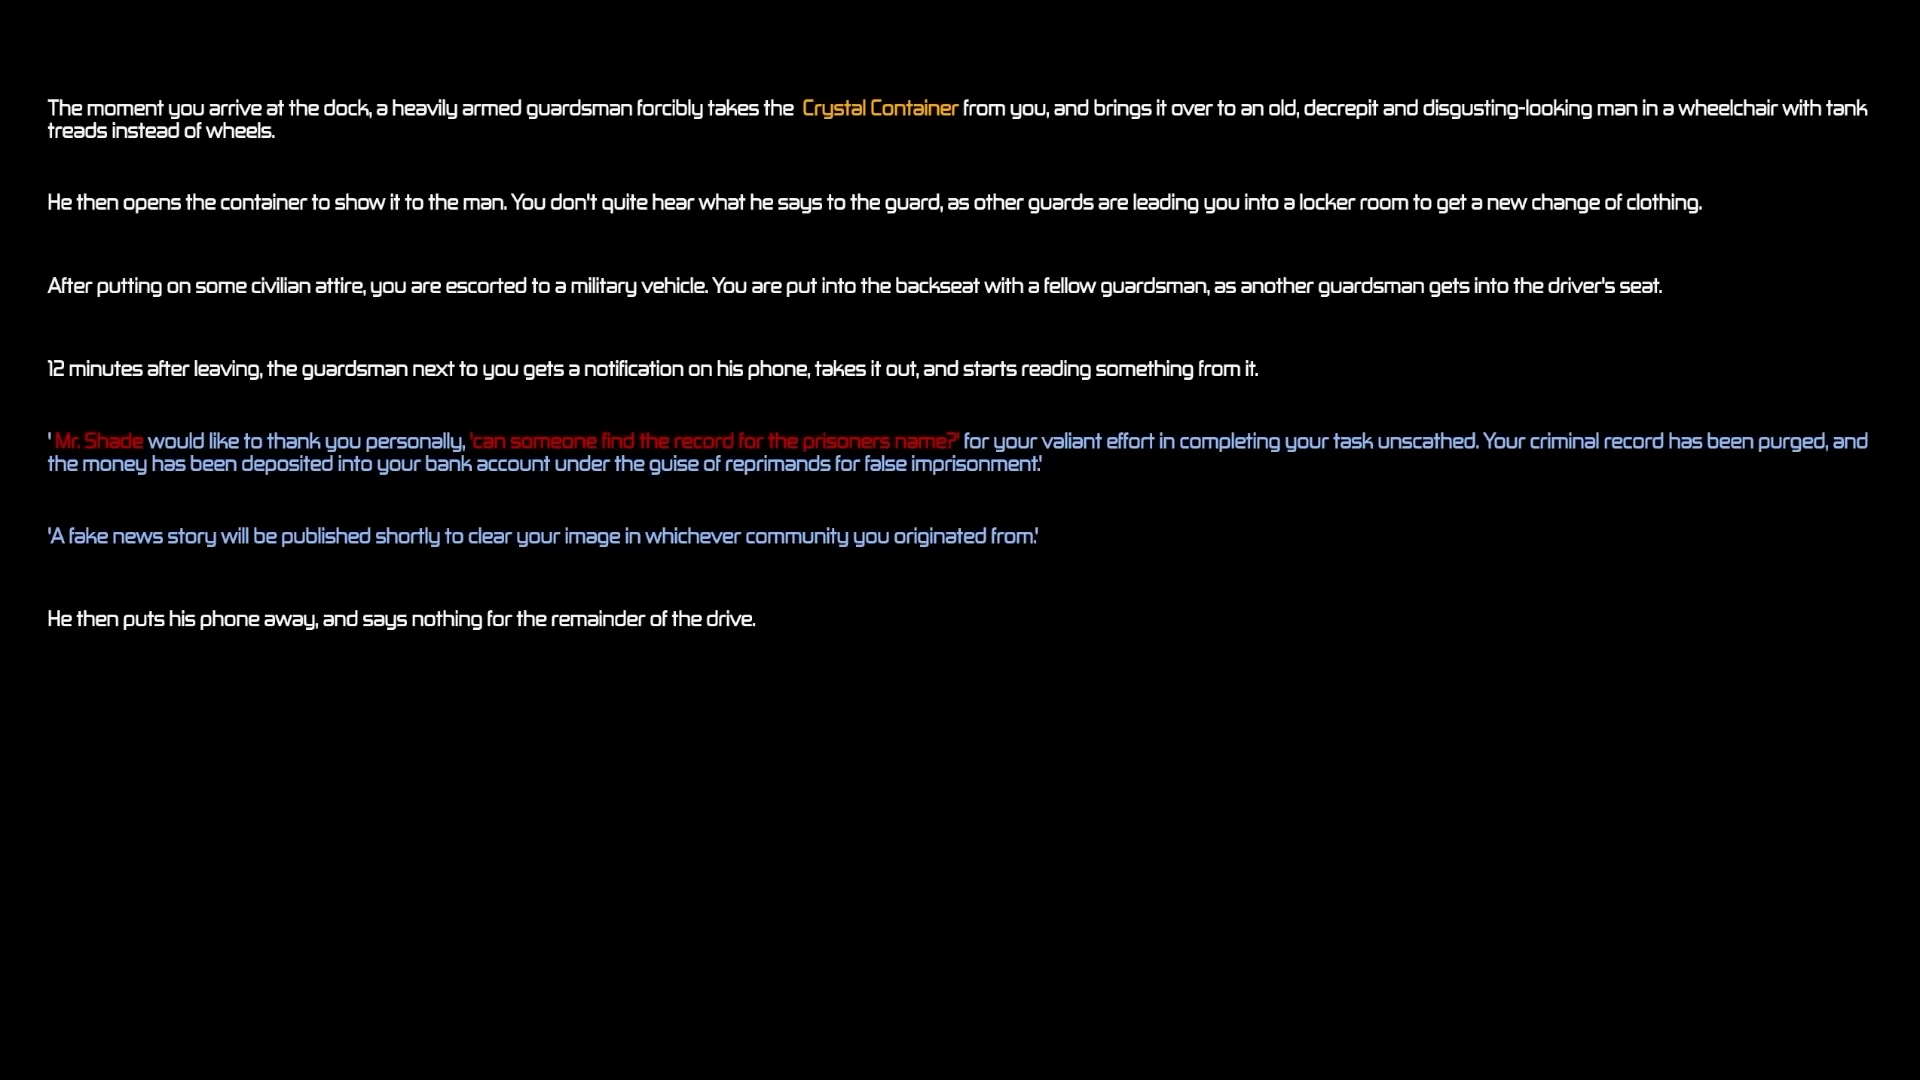 The moment you arrive at the dock, a heavily armed guardsman forcibly takes the Crystal Container from you, and brings it over to an old, decrepit and disgusting-looking man in a wheelchair with tank
treads instead of wheels.
He then opens the container to show it to the man. You don't quite hear what he says to the guard, as other guards are leading you into a locker room to get a new change of clothing.
After putting on some civilian attire, you are escorted to a military vehicle. You are put into the backseat with a fellow guardsman, as another guardsman gets into the driver's seat.
12 minutes after leaving, the guardsman next to you gets a notification on his phone, takes it out, and starts reading something from it.
' Mr. Shade would like to thank you personally, 'can someone find the record for the prisoners name?' for your valiant effort in completing your task unscathed. Your criminal record has been purged, and
the money has been deposited into your bank account under the guise of reprimands for false imprisonment.'
'A fake news story will be published shortly to clear your image in whichever community you originated from.'
He then puts his phone away, and says nothing for the remainder of the drive.